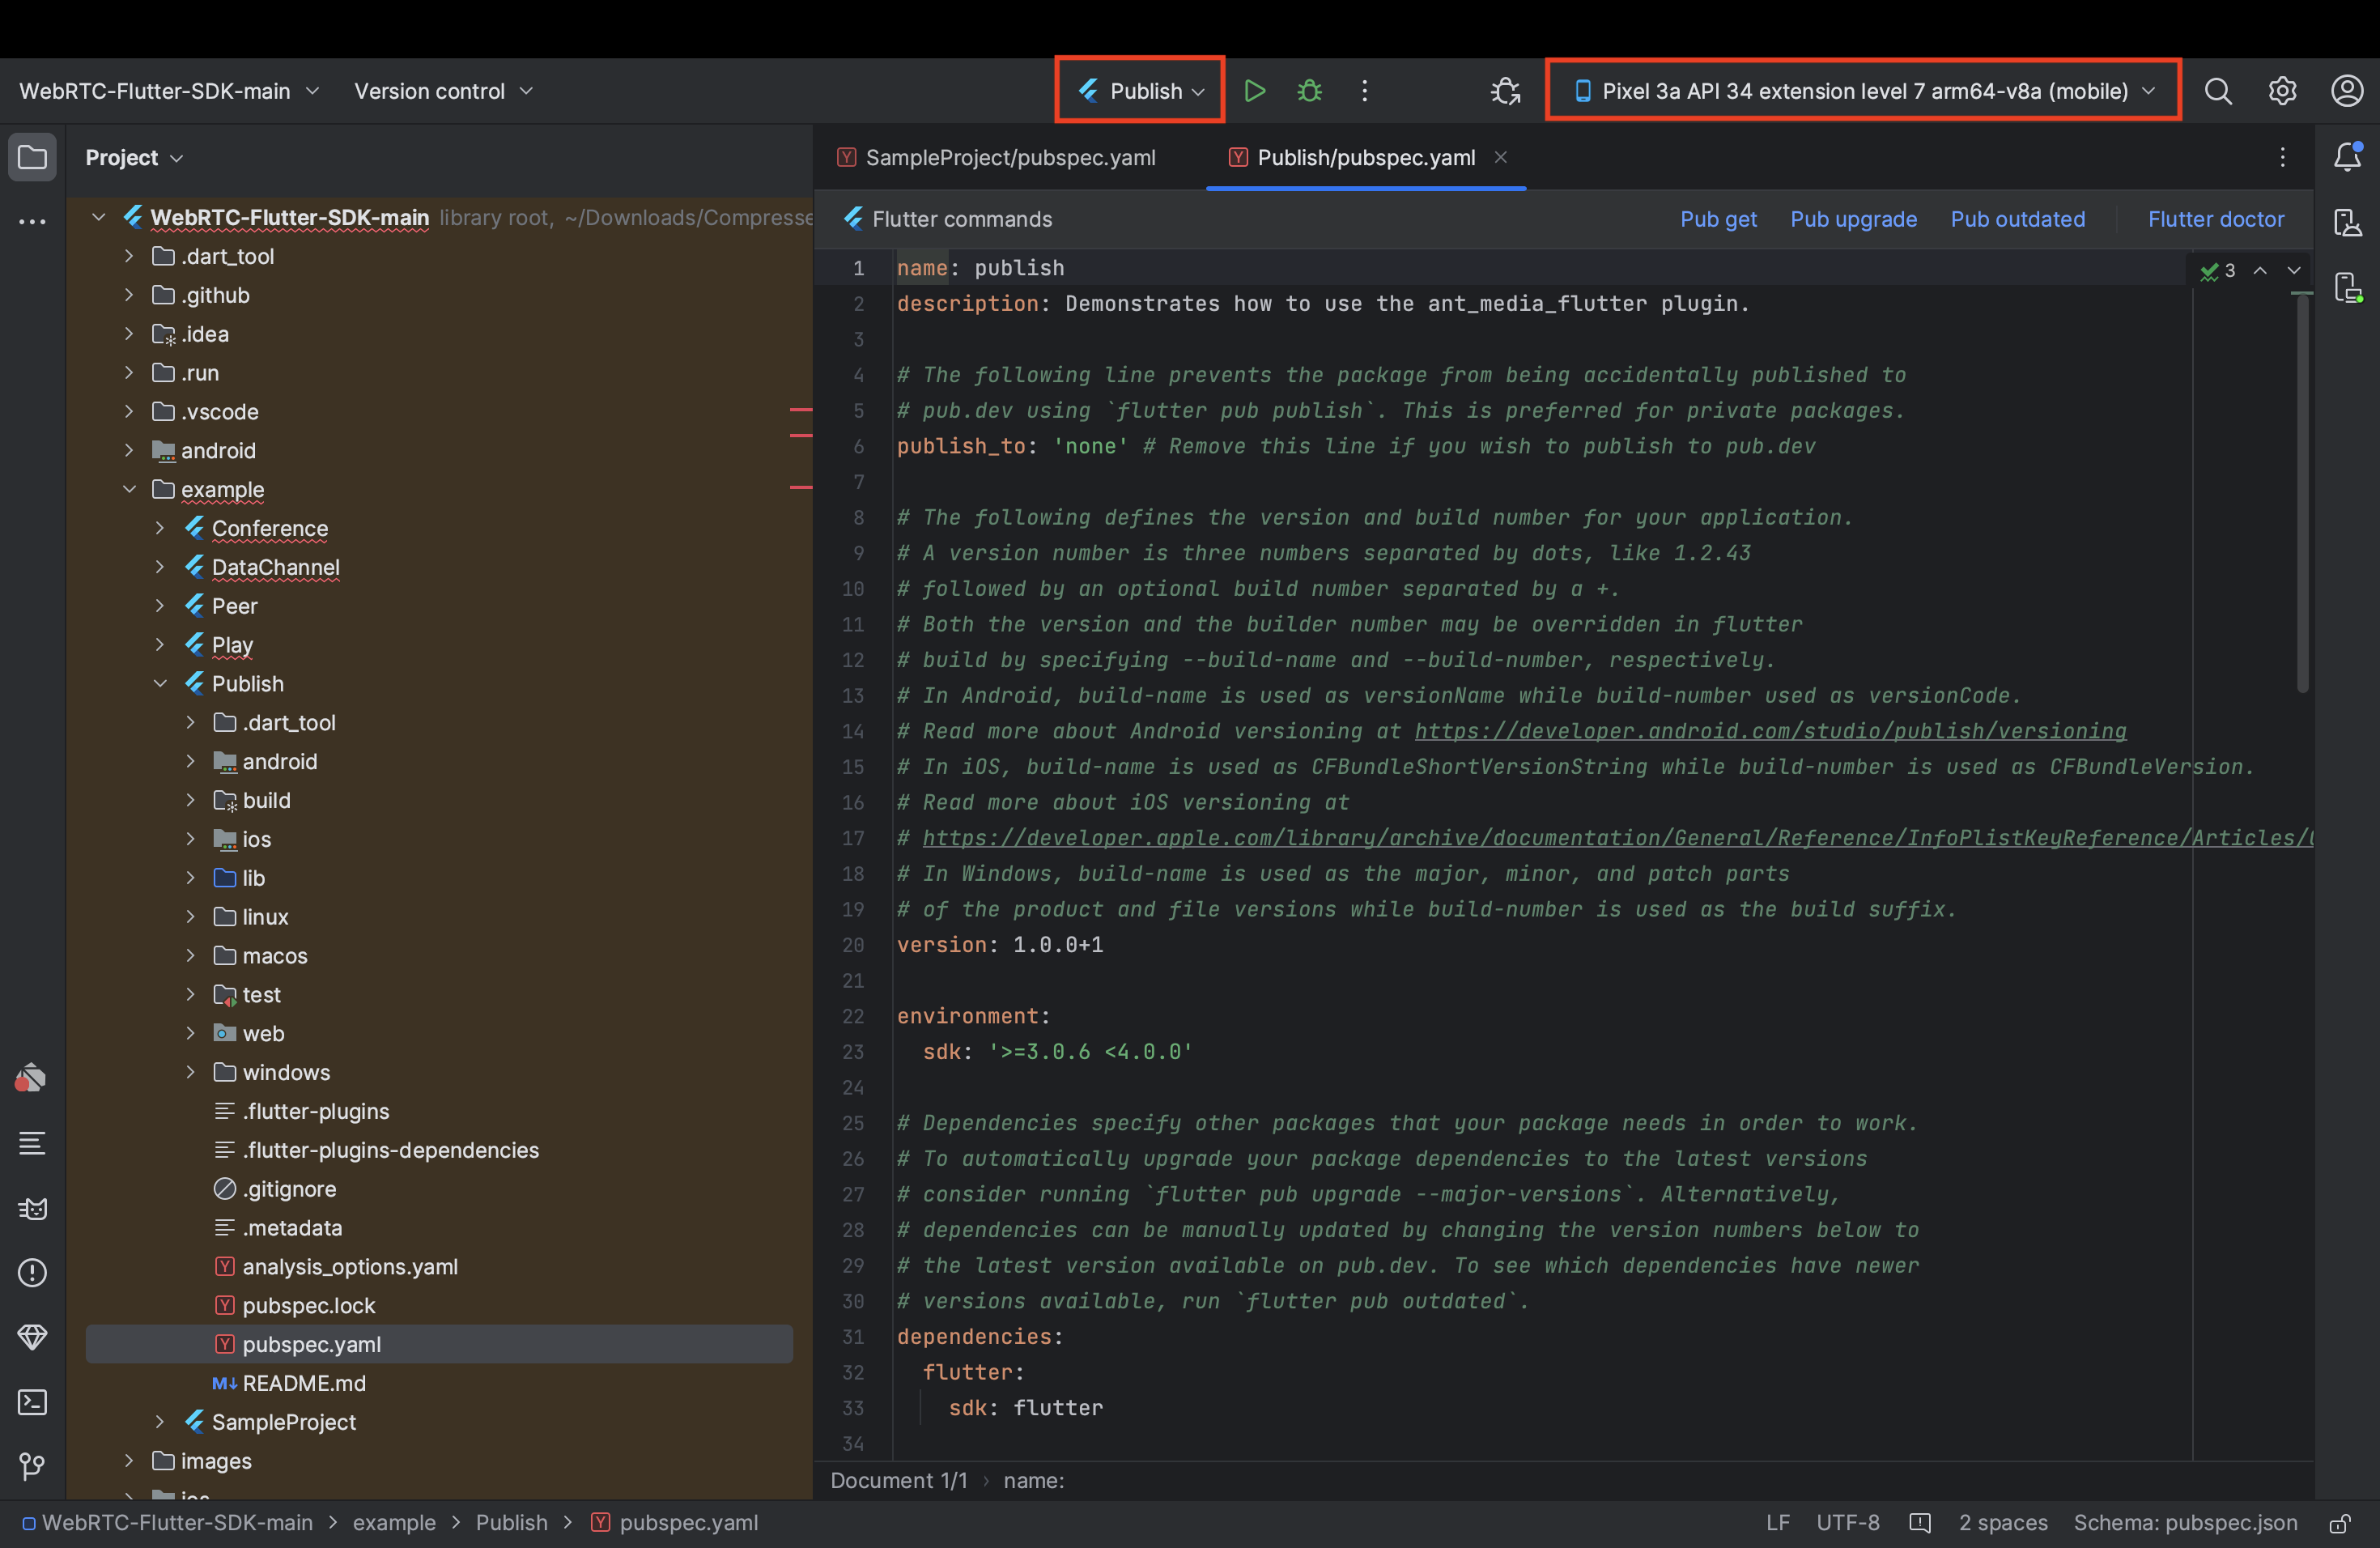 WebRTC-Flutter-SDK-main Version control Publish Pixel 3a API 34 extension level 7 arm64-v8a (mobile)
Project
WebRTC-Flutter-SDK-main library root, ~/Downloads/Compresse
.dart_tool
.github
.idea
.run
.vscode
android
example
Conference
DataChannel
Peer
Play
Publish
.dart_tool
android
build
ios
lib
linux
macos
test
web
windows
.flutter-plugins
.flutter-plugins-dependencies
.gitignore
.metadata
analysis_options.yaml
pubspec.lock
pubspec.yaml
README.md
SampleProject
images
ios
SampleProject/pubspec.yaml Publish/pubspec.yaml
Flutter commands Pub get Pub upgrade Pub outdated Flutter doctor
3
1 name: publish
2 description: Demonstrates how to use the ant_media_flutter plugin.
3
4 # The following line prevents the package from being accidentally published to
5 # pub.dev using `flutter pub publish`. This is preferred for private packages.
6 publish_to: 'none' # Remove this line if you wish to publish to pub.dev
7
8 # The following defines the version and build number for your application.
9 # A version number is three numbers separated by dots, like 1.2.43
10 # followed by an optional build number separated by a +.
11 # Both the version and the builder number may be overridden in flutter
12 # build by specifying --build-name and --build-number, respectively.
13 # In Android, build-name is used as versionName while build-number used as versionCode.
14 # Read more about Android versioning at https://developer.android.com/studio/publish/versioning
15 # In iOS, build-name is used as CFBundleShortVersionString while build-number is used as CFBundleVersion.
16 # Read more about iOS versioning at
17 # https://developer.apple.com/library/archive/documentation/General/Reference/InfoPlistKeyReference/Articles/
18 # In Windows, build-name is used as the major, minor, and patch parts
19 # of the product and file versions while build-number is used as the build suffix.
20 version: 1.0.0+1
21
22 environment:
23 sdk: '>=3.0.6 <4.0.0'
24
25 # Dependencies specify other packages that your package needs in order to work.
26 # To automatically upgrade your package dependencies to the latest versions
27 # consider running `flutter pub upgrade --major-versions`. Alternatively,
28 # dependencies can be manually updated by changing the version numbers below to
29 # the latest version available on pub.dev. To see which dependencies have newer
30 # versions available, run `flutter pub outdated`.
31 dependencies:
32 flutter:
33 sdk: flutter
34
Document 1/1 › name:
WebRTC-Flutter-SDK-main > example > Publish > pubspec.yaml LF UTF-8 2 spaces Schema: pubspec.json